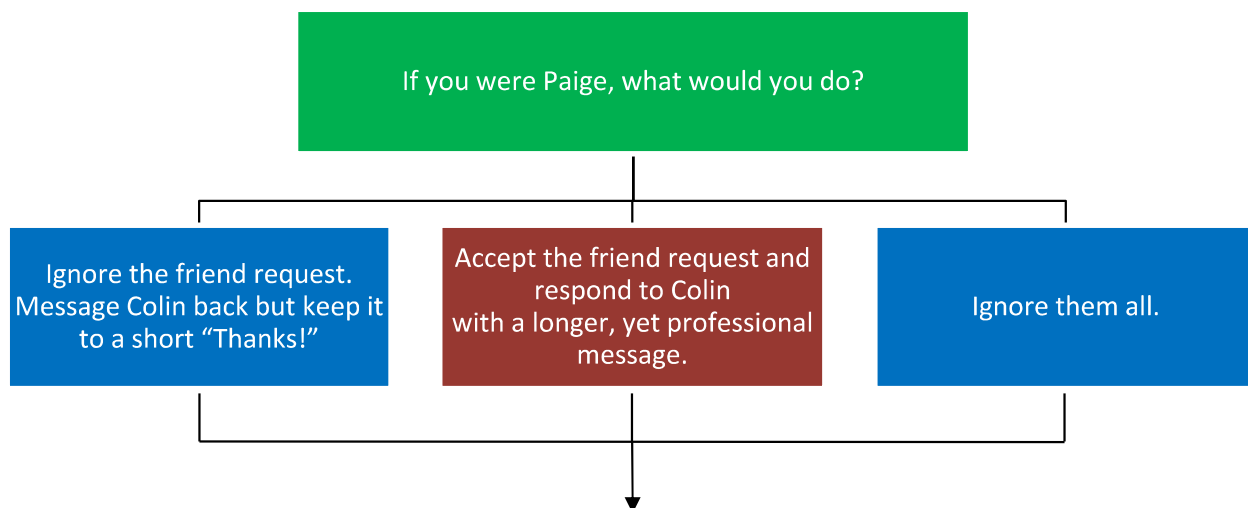 If you were Paige, what would you do?
Ignore the friend request.
Message Colin back but keep it
to a short “Thanks!”
Accept the friend request and
respond to Colin
with a longer, yet professional
message.
Ignore them all.